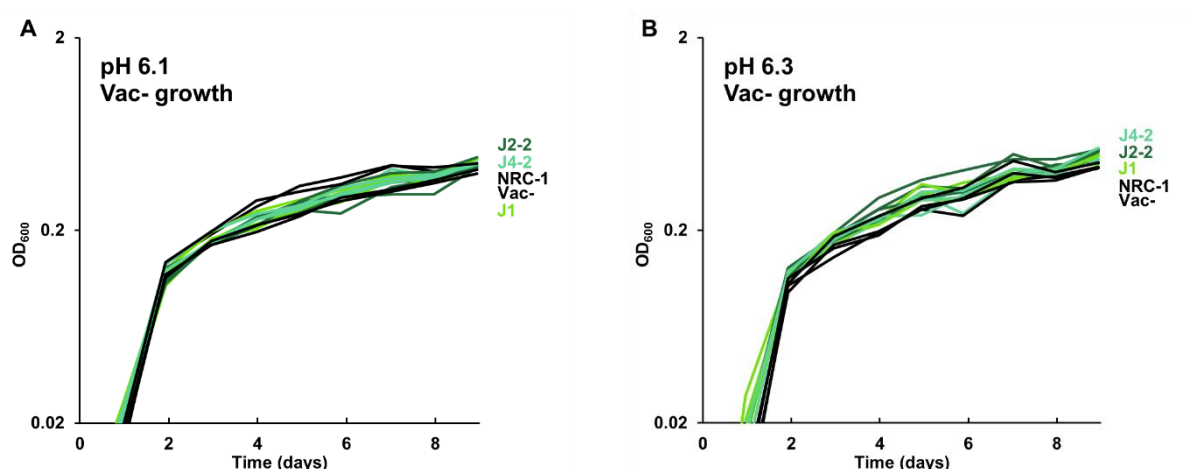 A
pH 6.1
Vac- growth
2
0.2
0.02
OD600
0
2
4
6
8
Time (days)
J2-2
J4-2
NRC-1
Vac-
J1
B
pH 6.3
Vac- growth
2
0.2
0.02
OD600
0
2
4
6
8
Time (days)
J4-2
J2-2
J1
NRC-1
Vac-